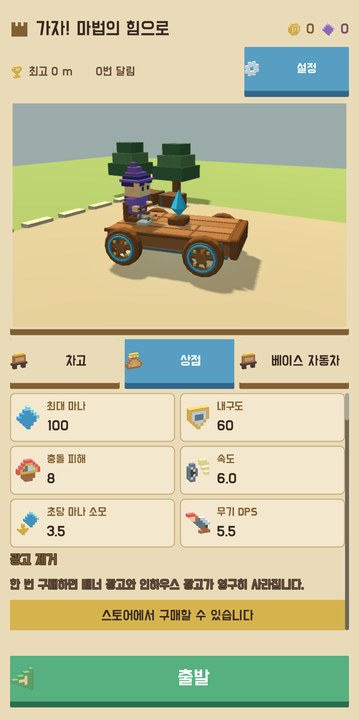 가자! 마법의 힘으로
0
0
최고 0 m
0번 달림
설정
차고
상점
베이스 자동차
최대 마나
100
내구도
60
충돌 피해
8
속도
6.0
초당 마나 소모
3.5
무기 DPS
5.5
광고 제거
한 번 구매하면 배너 광고와 인하우스 광고가 영구히 사라집니다.
스토어에서 구매할 수 있습니다
출발